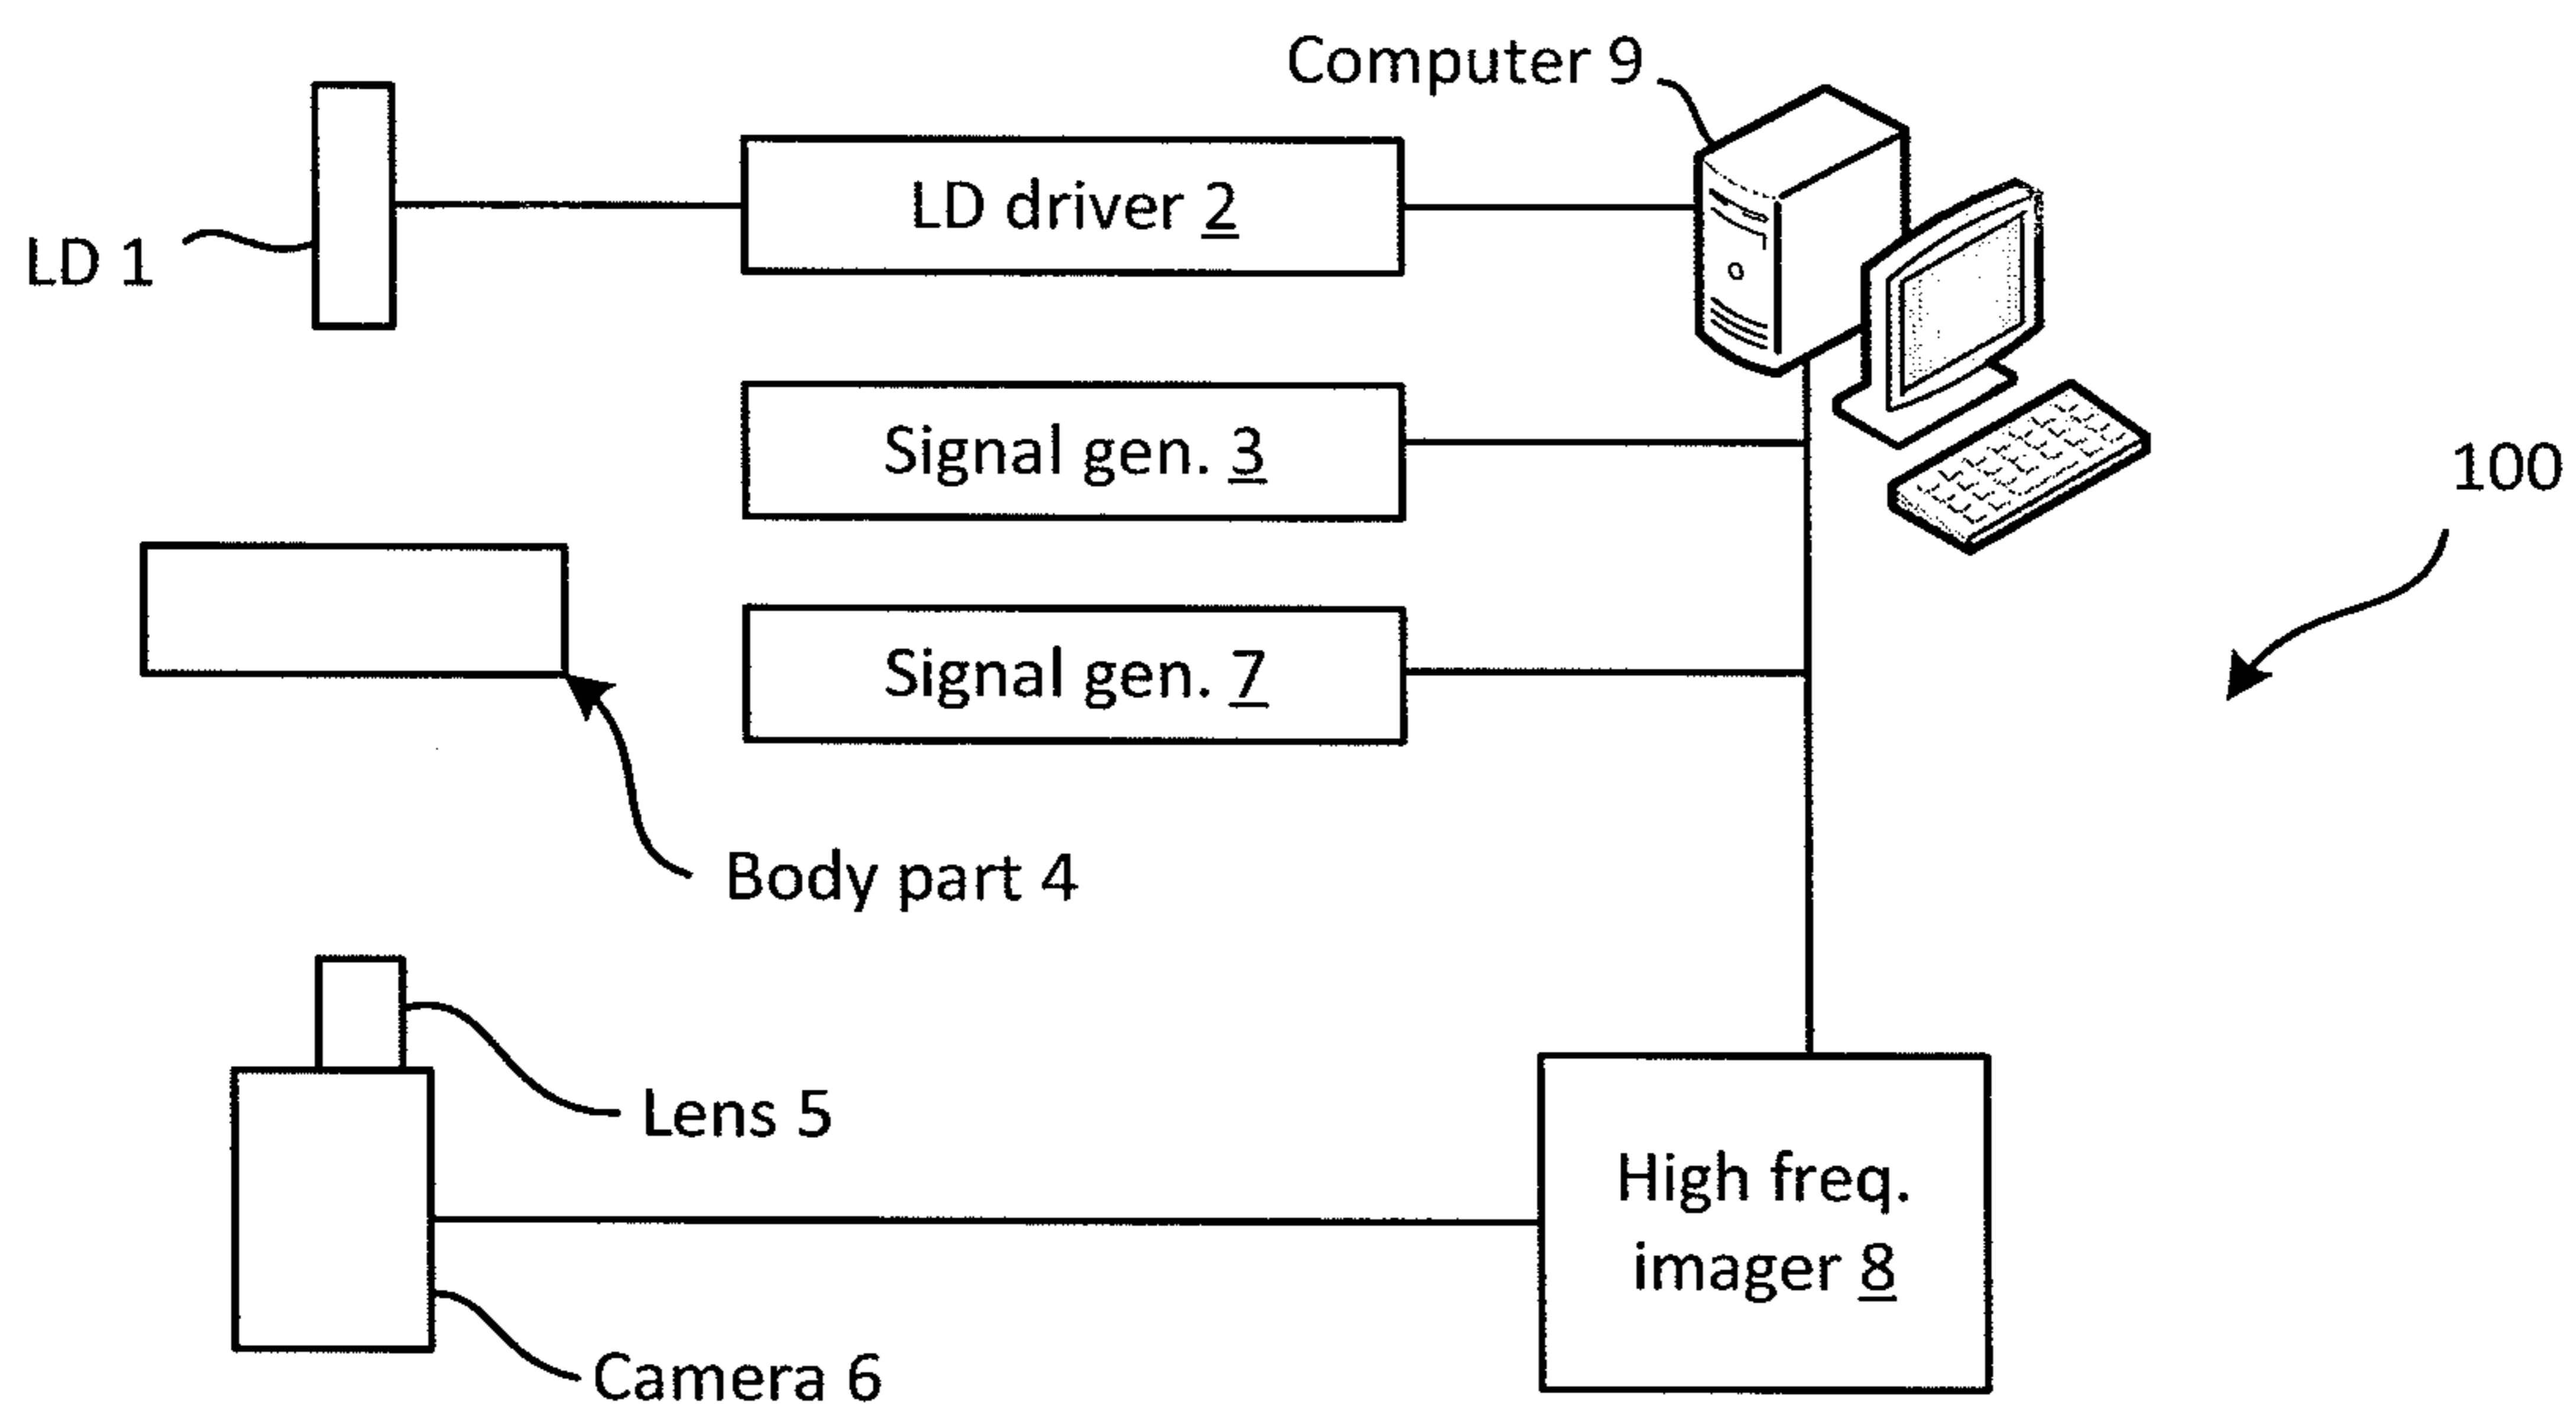 Computer 9
LD 1
LD driver 2
Signal gen. 3
100
Signal gen. 7
Body part 4
Lens 5
High freq.
imager 8
Camera 6